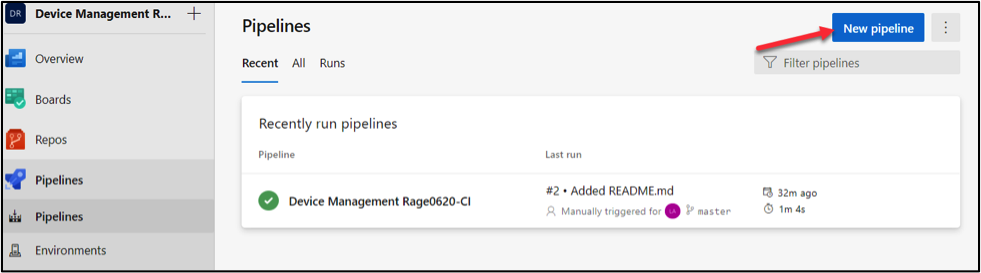 DR Device Management R... +
Overview
Boards
Repos
Pipelines
Pipelines
Environments
Pipelines
New pipeline
Recent All Runs
Filter pipelines
Recently run pipelines
Pipeline Last run
Device Management Rage0620-CI
#2 • Added README.md
Manually triggered for master
32m ago
1m 4s